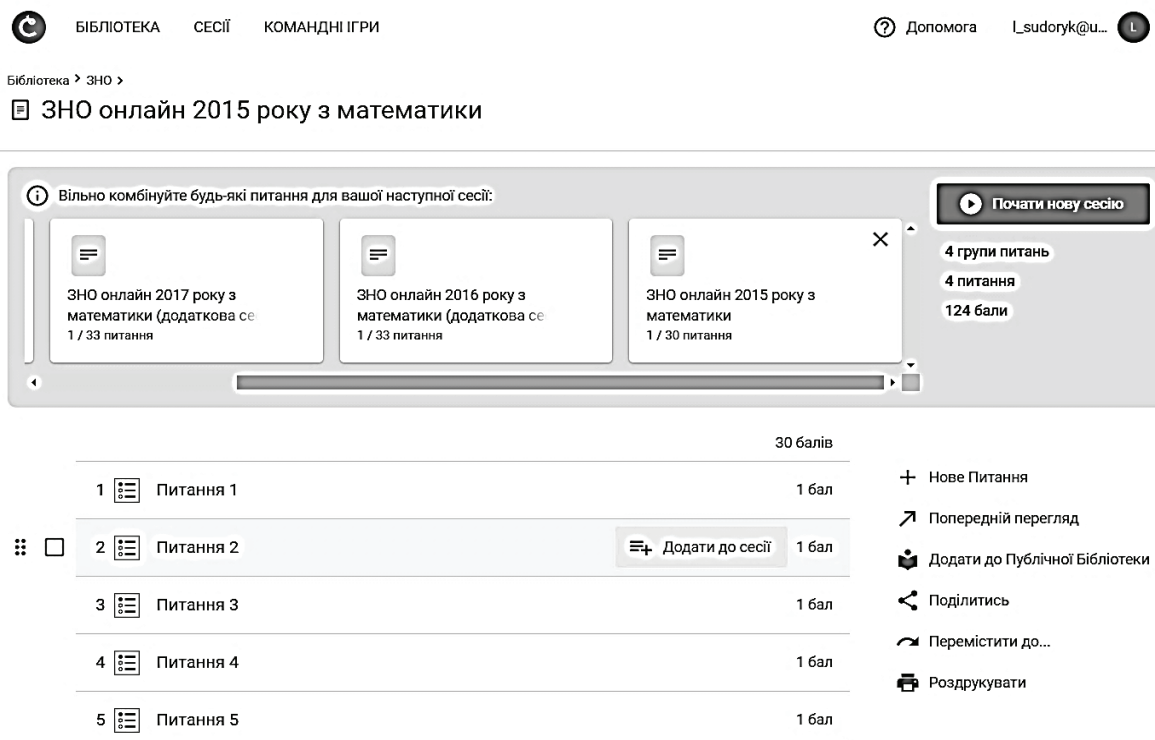 БІБЛІОТЕКА СЕСІЇ КОМАНДНІ ІГРИ Допомога l_sudoryk@u... L
Бібліотека > ЗНО >
ЗНО онлайн 2015 року з математики
Вільно комбінуйте будь-які питання для вашої наступної сесії:
Почати нову сесію
4 групи питань
4 питання
124 бали
ЗНО онлайн 2017 року з
математики (додаткова се
1 / 33 питання
ЗНО онлайн 2016 року з
математики (додаткова се
1 / 33 питання
ЗНО онлайн 2015 року з
математики
1 / 30 питання
30 балів
1 Питання 1 1 бал
2 Питання 2 Додати до сесії 1 бал
3 Питання 3 1 бал
4 Питання 4 1 бал
5 Питання 5 1 бал
Нове Питання
Попередній перегляд
Додати до Публічної Бібліотеки
Поділитись
Перемістити до...
Роздрукувати